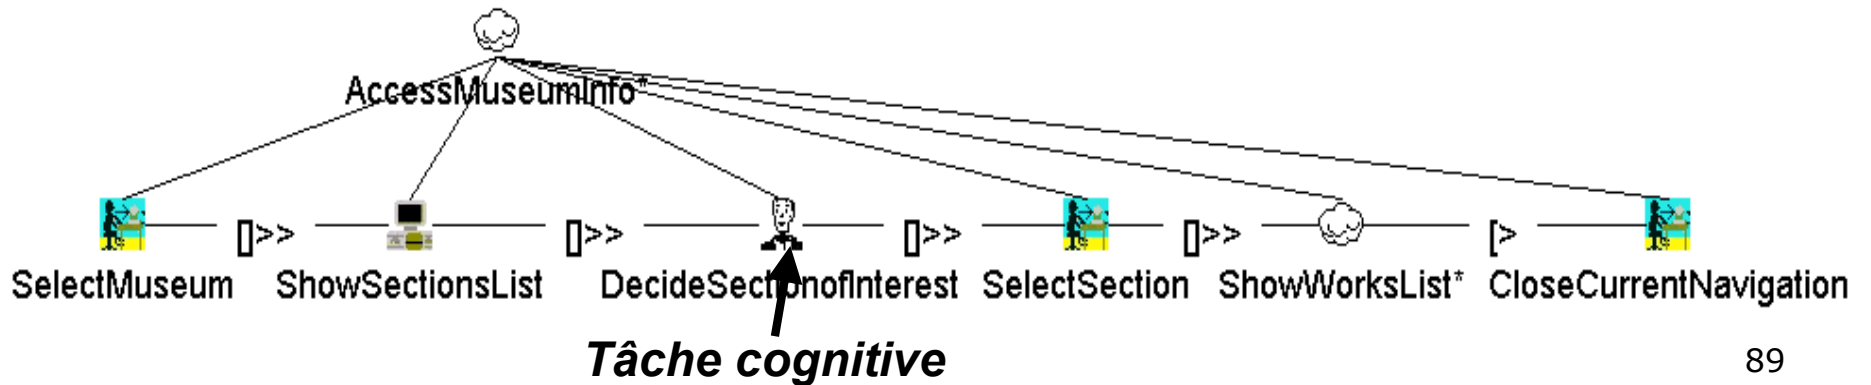 AccessMuseumInfo*
[]>> []>> []>> []>> [>
SelectMuseum ShowSectionsList DecideSectionofInterest SelectSection ShowWorksList* CloseCurrentNavigation
Tâche cognitive
89